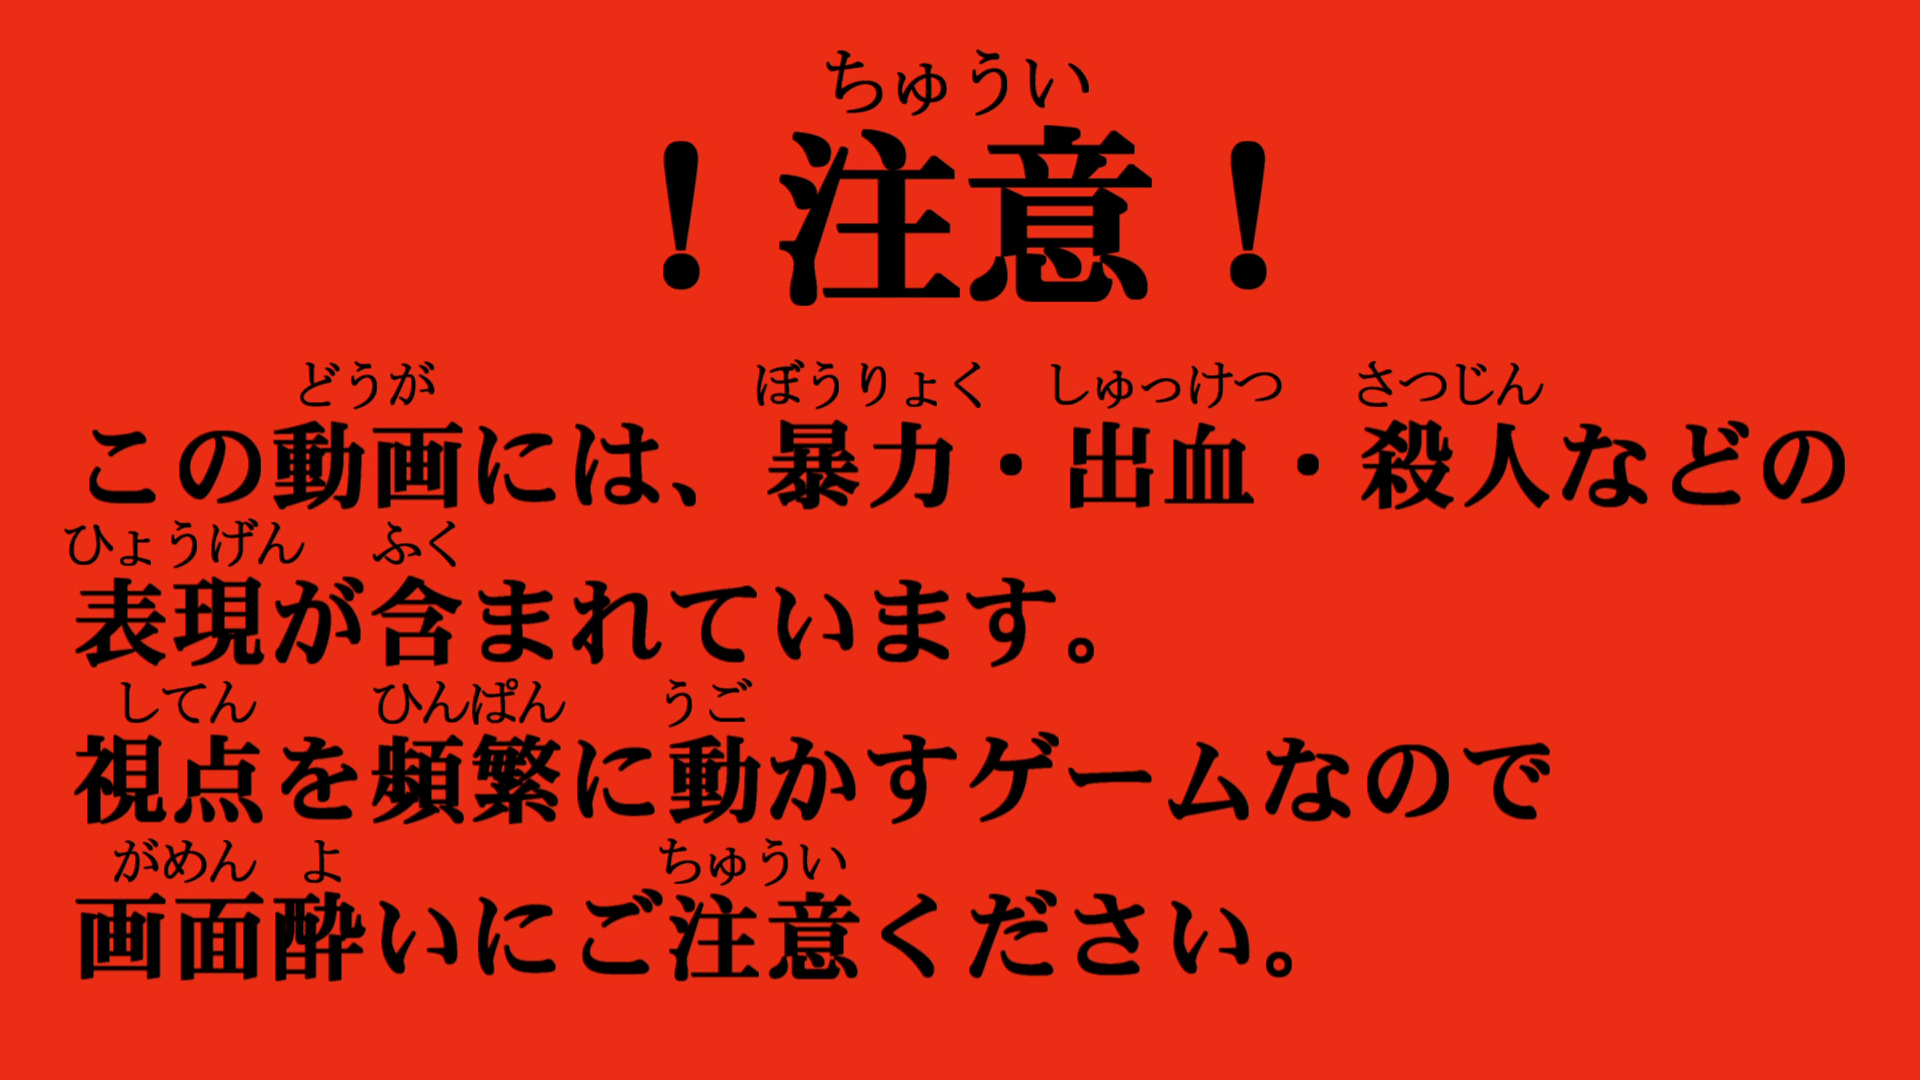 ちゅうい
！注意！
どうが ぼうりょく しゅっけつ さつじん
この動画には、暴力・出血・殺人などの
ひょうげん ふく
表現が含まれています。
してん ひんぱん うご
視点を頻繁に動かすゲームなので
がめん よ ちゅうい
画面酔いにご注意ください。